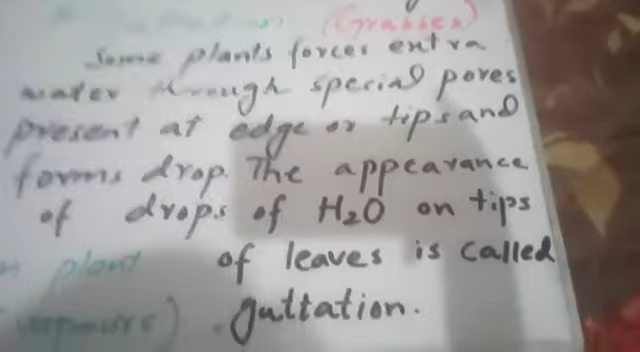 (Grasses)
Some plants forces extra
water through special pores
present at edge or tips and
forms drop. The appearance
of drops of H2O on tips
n plant of leaves is called
guttation.